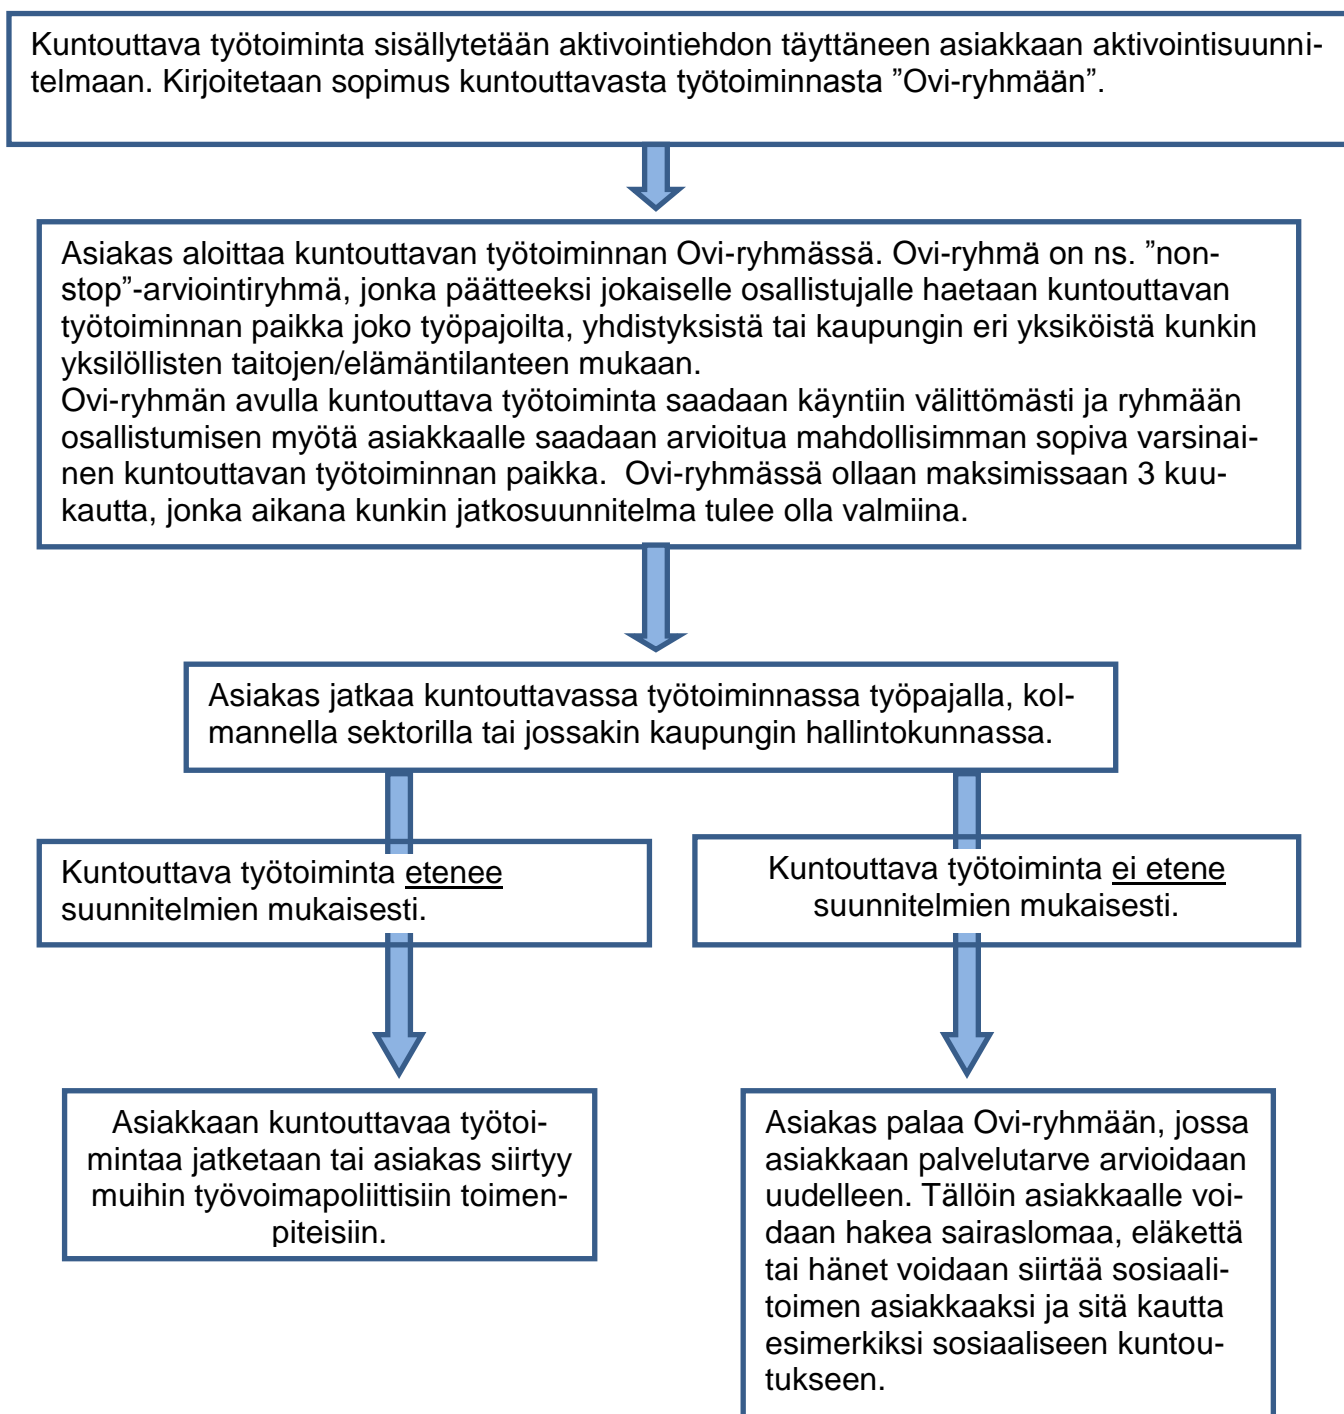 Kuntouttava työtoiminta sisällytetään aktivointiehdon täyttäneen asiakkaan aktivointisuunni-
telmaan. Kirjoitetaan sopimus kuntouttavasta työtoiminnasta ”Ovi-ryhmään”.
Asiakas aloittaa kuntouttavan työtoiminnan Ovi-ryhmässä. Ovi-ryhmä on ns. ”non-
stop”-arviointiryhmä, jonka päätteeksi jokaiselle osallistujalle haetaan kuntouttavan
työtoiminnan paikka joko työpajoilta, yhdistyksistä tai kaupungin eri yksiköistä kunkin
yksilöllisten taitojen/elämäntilanteen mukaan.
Ovi-ryhmän avulla kuntouttava työtoiminta saadaan käyntiin välittömästi ja ryhmään
osallistumisen myötä asiakkaalle saadaan arvioitua mahdollisimman sopiva varsinai-
nen kuntouttavan työtoiminnan paikka. Ovi-ryhmässä ollaan maksimissaan 3 kuu-
kautta, jonka aikana kunkin jatkosuunnitelma tulee olla valmiina.
Asiakas jatkaa kuntouttavassa työtoiminnassa työpajalla, kol-
mannella sektorilla tai jossakin kaupungin hallintokunnassa.
Kuntouttava työtoiminta etenee
suunnitelmien mukaisesti.
Kuntouttava työtoiminta ei etene
suunnitelmien mukaisesti.
Asiakkaan kuntouttavaa työtoi-
mintaa jatketaan tai asiakas siirtyy
muihin työvoimapoliittisiin toimen-
piteisiin.
Asiakas palaa Ovi-ryhmään, jossa
asiakkaan palvelutarve arvioidaan
uudelleen. Tällöin asiakkaalle voi-
daan hakea sairaslomaa, eläkettä
tai hänet voidaan siirtää sosiaali-
toimen asiakkaaksi ja sitä kautta
esimerkiksi sosiaaliseen kuntou-
tukseen.